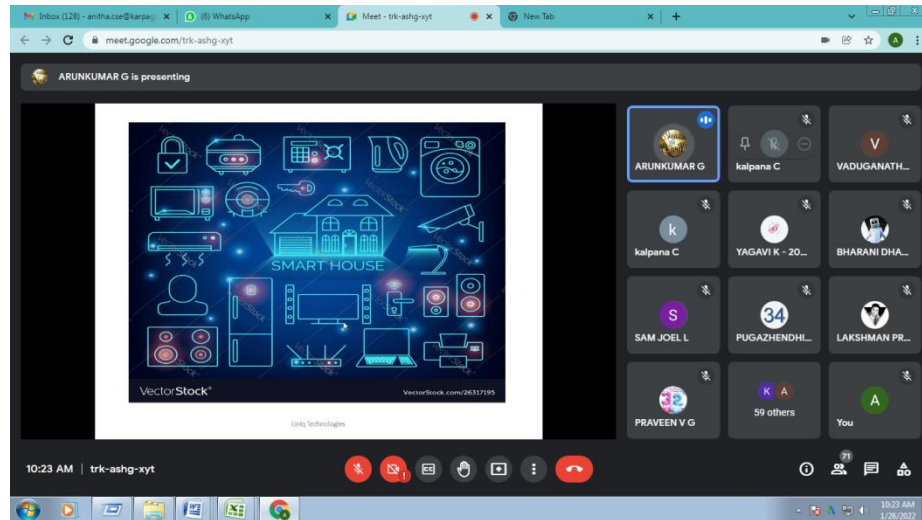 Inbox (128) - anitha.cse@karpag
(6) WhatsApp
Meet - trk-ashg-xyt
New Tab
meet.google.com/trk-ashg-xyt
A
ARUNKUMAR G is presenting
SMART HOUSE
VectorStock®
VectorStock.com/26317195
Uniq Technologies
ARUNKUMAR G
kalpana C
V
VADUGANATH...
k
kalpana C
YAGAVI K - 20...
BHARANI DHA...
S
SAM JOEL L
34
PUGAZHENDHI...
LAKSHMAN PR...
32
PRAVEEN V G
K A
59 others
A
You
10:23 AM | trk-ashg-xyt
71
10:23 AM
1/28/2022